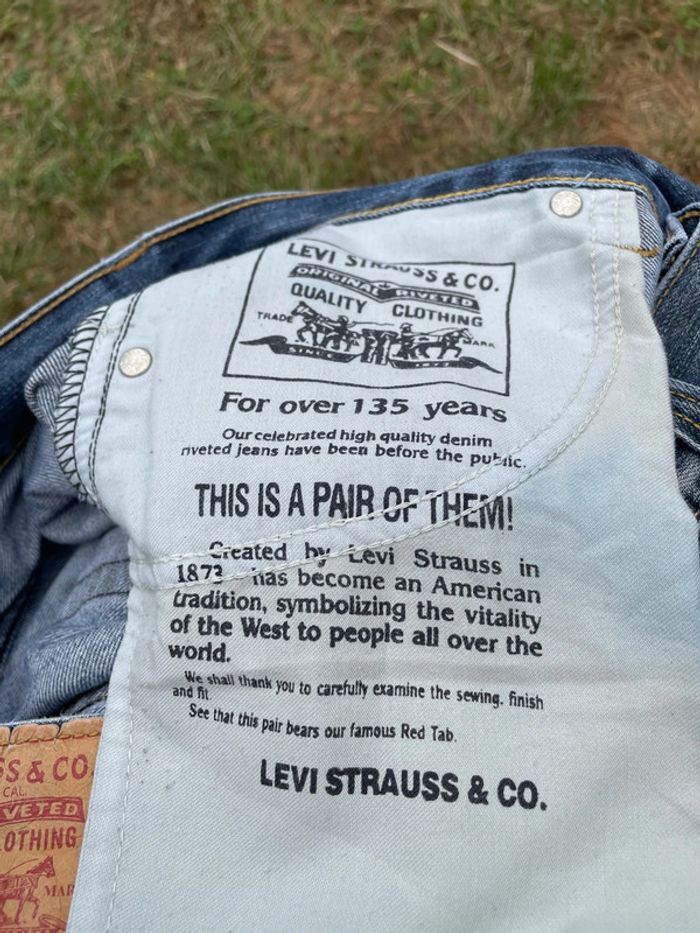 LEVI STRAUSS & CO.
ORIGINAL RIVETED
QUALITY CLOTHING
TRADE MARK
SINCE
For over 135 years
Our celebrated high quality denim
riveted jeans have been before the public.
THIS IS A PAIR OF THEM!
Created by Levi Strauss in
1873 has become an American
tradition, symbolizing the vitality
of the West to people all over the
world.
We shall thank you to carefully examine the sewing. finish
and fit
See that this pair bears our famous Red Tab.
LEVI STRAUSS & CO.
SS & CO
CAL.
VETED
OTHING
MAR